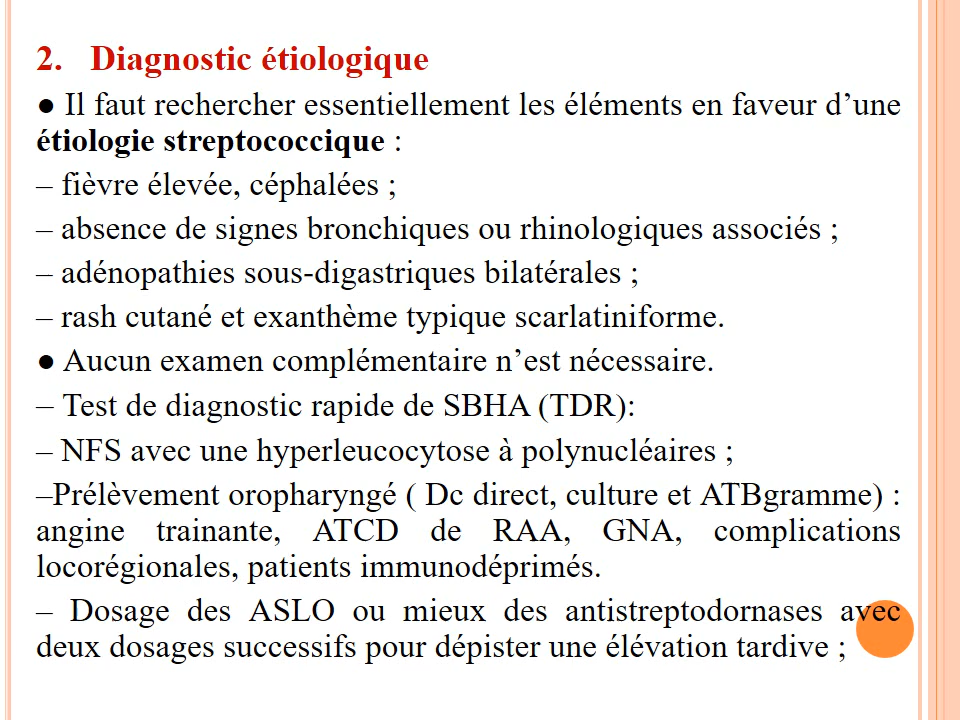 2. Diagnostic étiologique
● Il faut rechercher essentiellement les éléments en faveur d’une
étiologie streptococcique :
– fièvre élevée, céphalées ;
– absence de signes bronchiques ou rhinologiques associés ;
– adénopathies sous-digastriques bilatérales ;
– rash cutané et exanthème typique scarlatiniforme.
● Aucun examen complémentaire n’est nécessaire.
– Test de diagnostic rapide de SBHA (TDR):
– NFS avec une hyperleucocytose à polynucléaires ;
–Prélèvement oropharyngé ( Dc direct, culture et ATBgramme) :
angine trainante, ATCD de RAA, GNA, complications
locorégionales, patients immunodéprimés.
– Dosage des ASLO ou mieux des antistreptodornases avec
deux dosages successifs pour dépister une élévation tardive ;